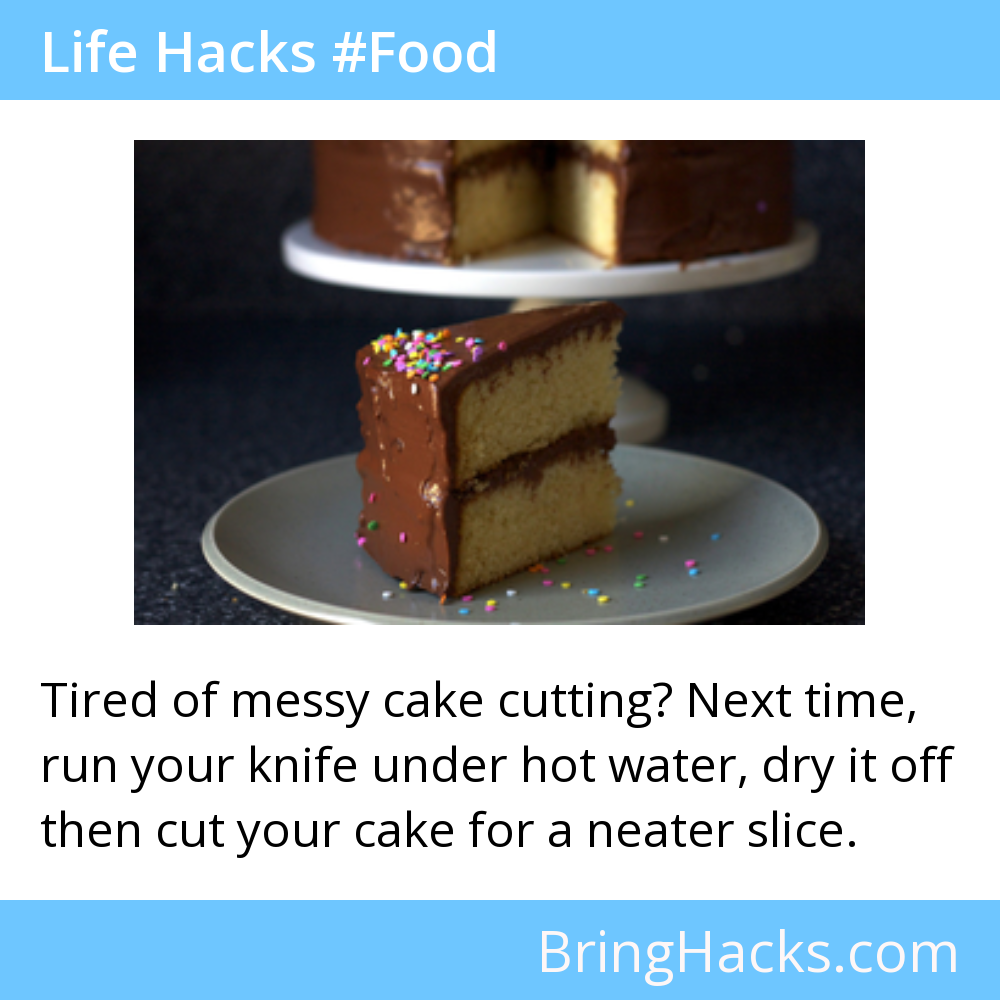 Life Hacks #Food
Tired of messy cake cutting? Next time,
run your knife under hot water, dry it off
then cut your cake for a neater slice.
BringHacks.com